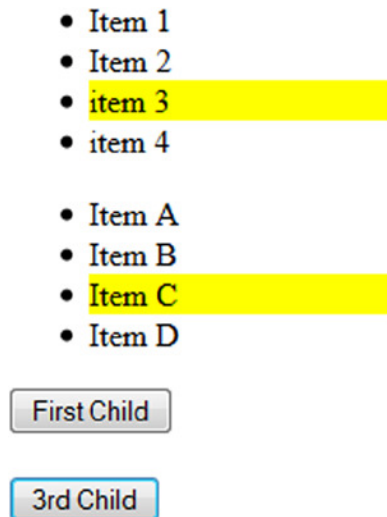 Item 1
Item 2
item 3
item 4
Item A
Item B
Item C
Item D
First Child
3rd Child